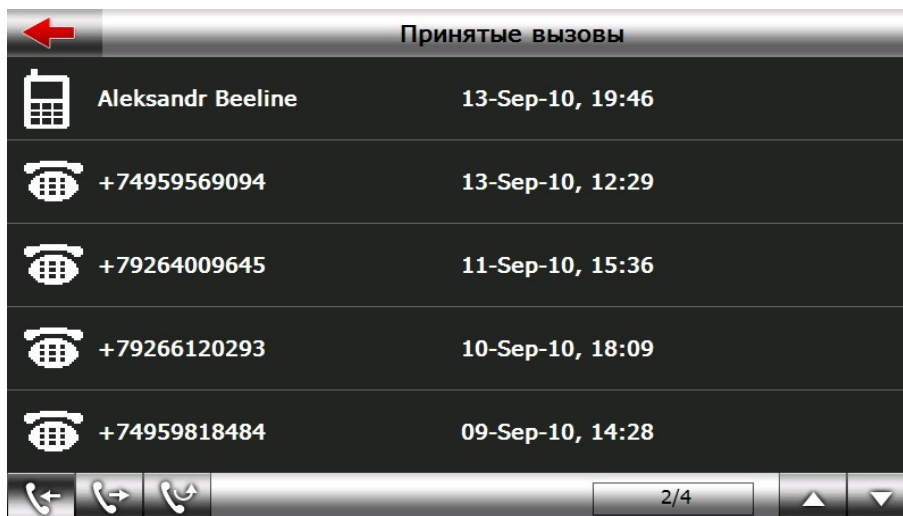 Принятые вызовы
Aleksandr Beeline 13-Sep-10, 19:46
+74959569094 13-Sep-10, 12:29
+79264009645 11-Sep-10, 15:36
+79266120293 10-Sep-10, 18:09
+74959818484 09-Sep-10, 14:28
2/4